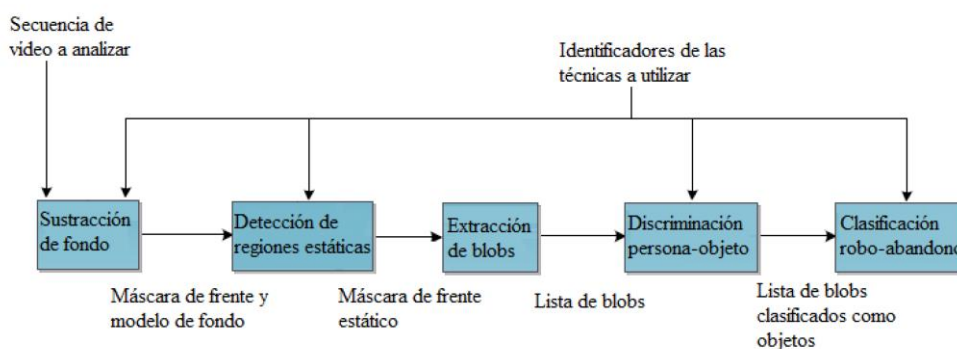 Secuencia de
video a analizar
Identificadores de las
técnicas a utilizar
Sustracción
de fondo
Detección de
regiones estáticas
Extracción
de blobs
Discriminación
persona-objeto
Clasificación
robo-abandono
Máscara de frente y
modelo de fondo
Máscara de frente
estático
Lista de blobs
Lista de blobs
clasificados como
objetos